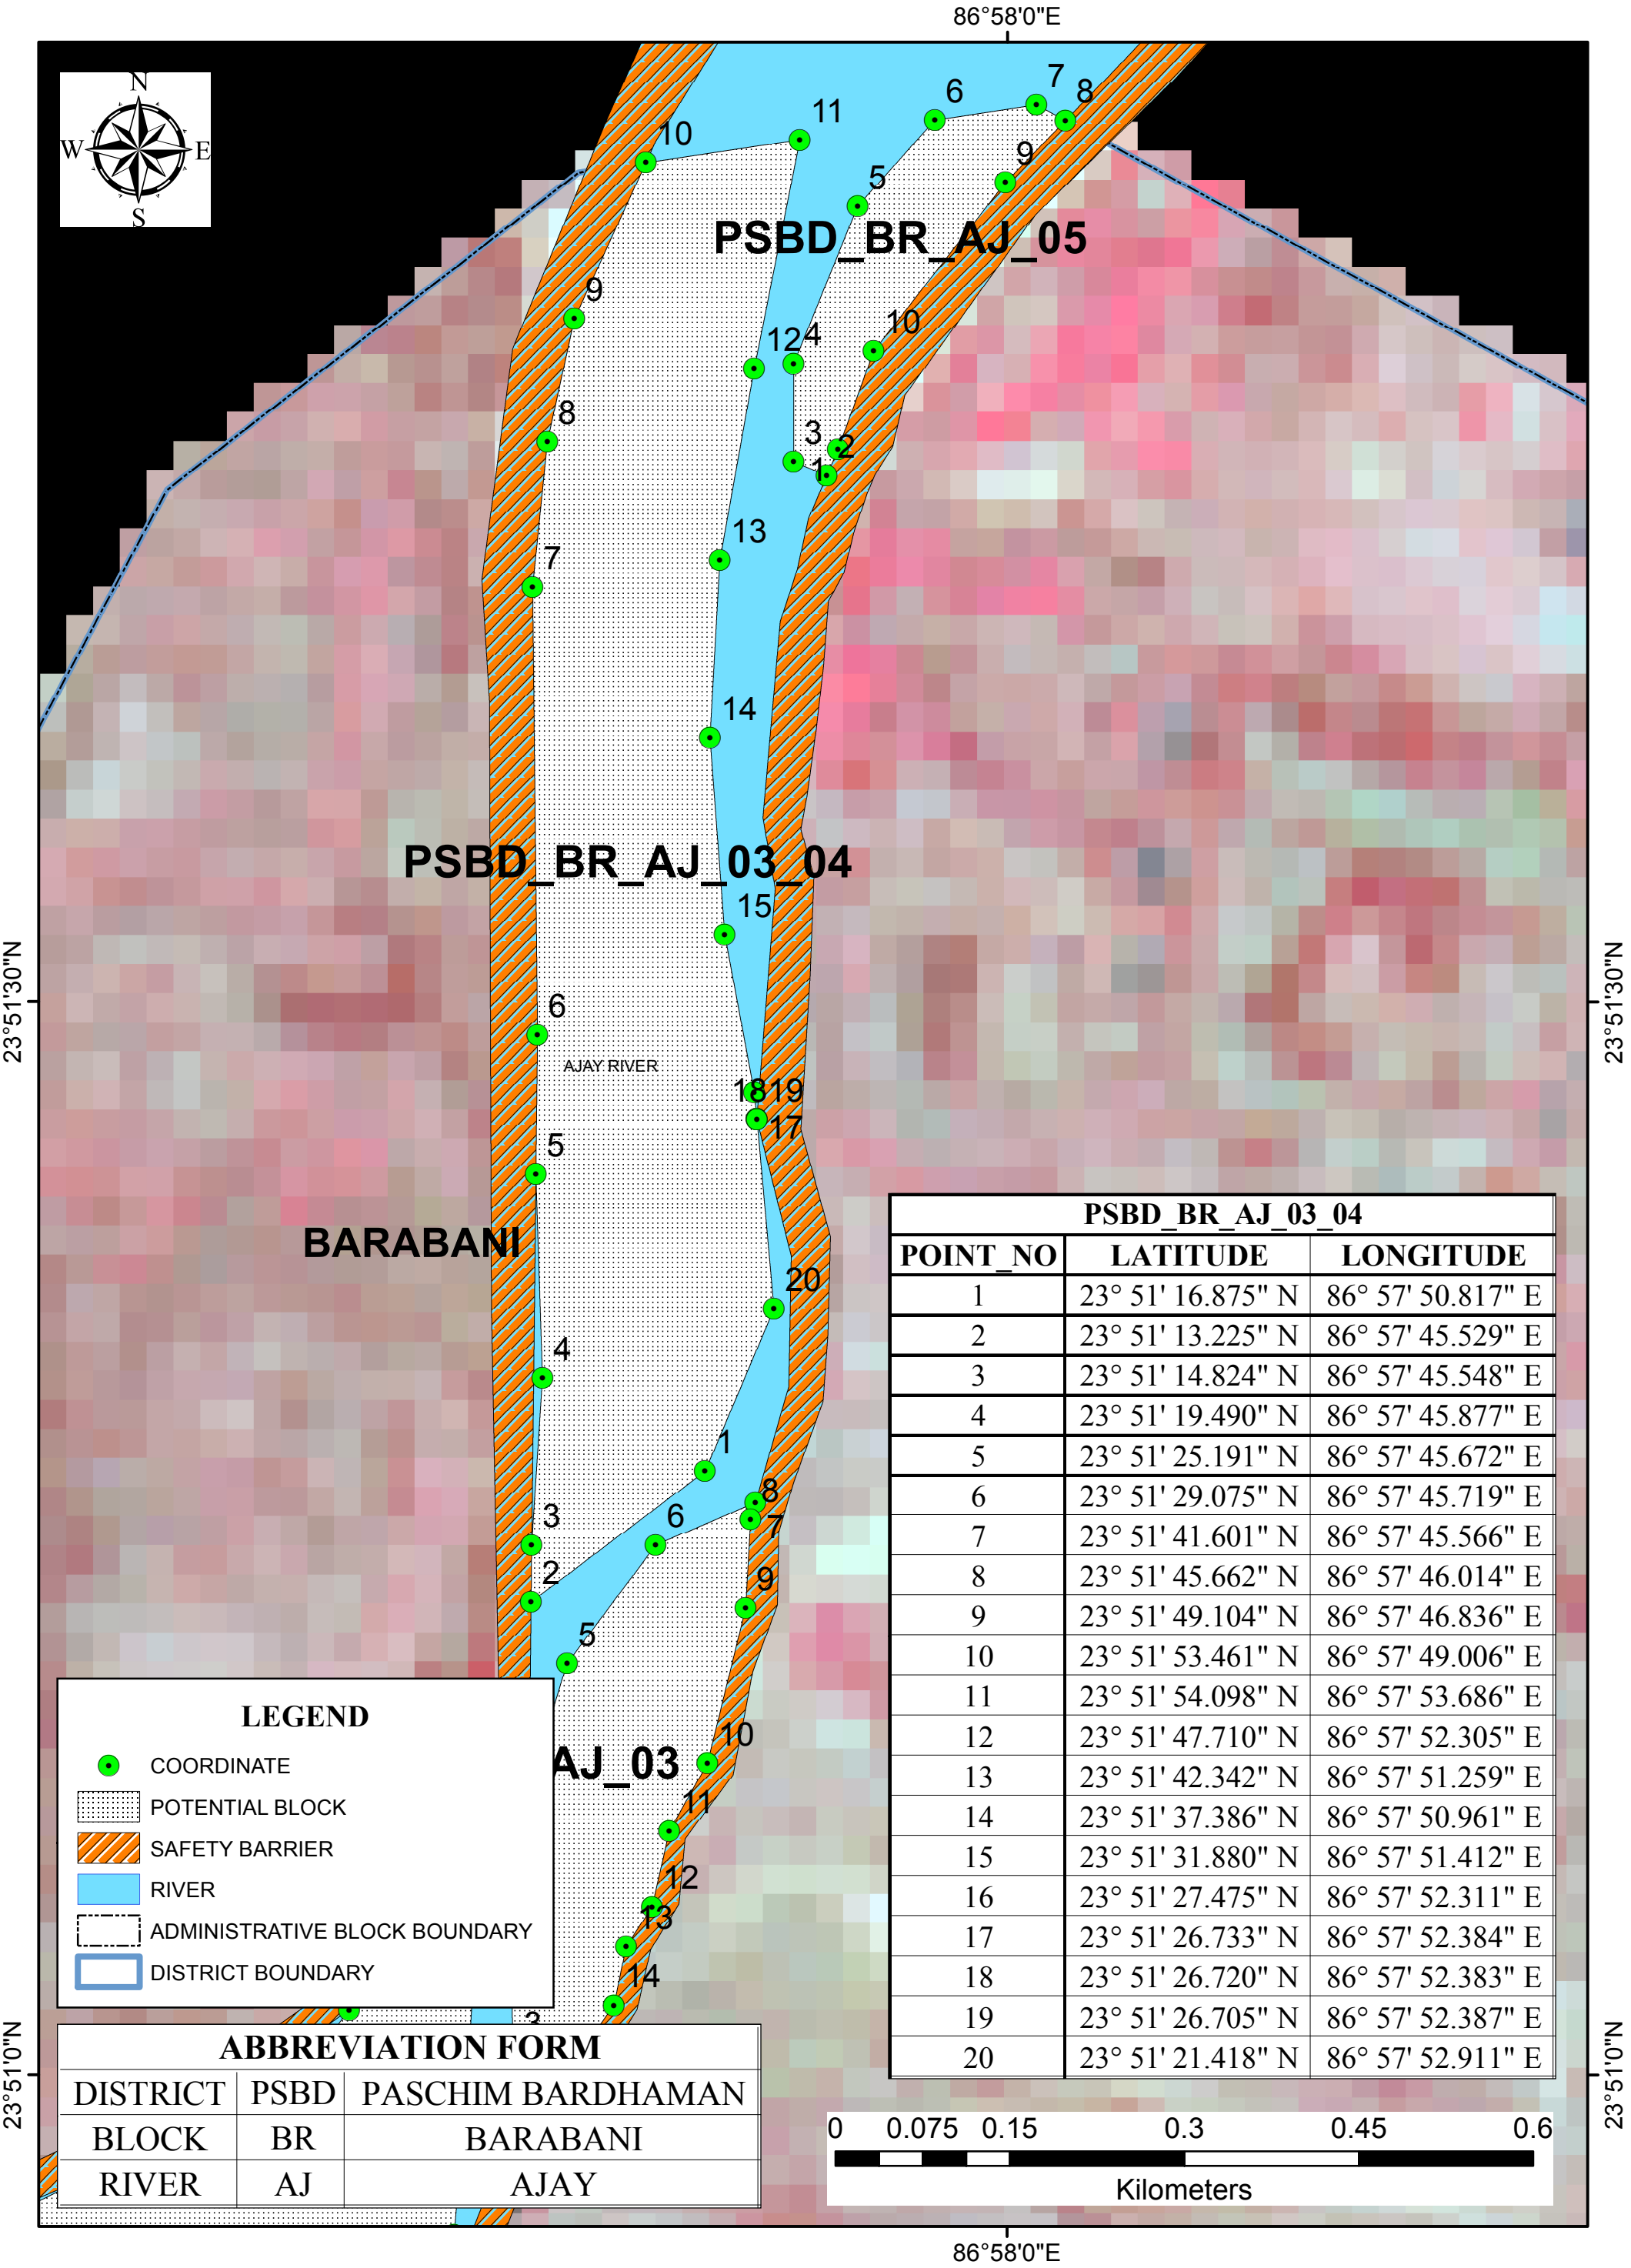 86°58'0"E
N
W E
S
7
6 8
11
10
9
5
PSBD_BR_AJ_05
9
10
12 4
8
3 2
1
13
7
14
PSBD_BR_AJ_03_04
15
23°51'30"N
23°51'30"N
6
AJAY RIVER
18 19
17
5
BARABANI
20
4
1
8
6
3
7
2
9
5
10
AJ_03
11
12
13
14
3
PSBD_BR_AJ_03_04
POINT_NO LATITUDE LONGITUDE
1 23° 51' 16.875" N 86° 57' 50.817" E
2 23° 51' 13.225" N 86° 57' 45.529" E
3 23° 51' 14.824" N 86° 57' 45.548" E
4 23° 51' 19.490" N 86° 57' 45.877" E
5 23° 51' 25.191" N 86° 57' 45.672" E
6 23° 51' 29.075" N 86° 57' 45.719" E
7 23° 51' 41.601" N 86° 57' 45.566" E
8 23° 51' 45.662" N 86° 57' 46.014" E
9 23° 51' 49.104" N 86° 57' 46.836" E
10 23° 51' 53.461" N 86° 57' 49.006" E
11 23° 51' 54.098" N 86° 57' 53.686" E
12 23° 51' 47.710" N 86° 57' 52.305" E
13 23° 51' 42.342" N 86° 57' 51.259" E
14 23° 51' 37.386" N 86° 57' 50.961" E
15 23° 51' 31.880" N 86° 57' 51.412" E
16 23° 51' 27.475" N 86° 57' 52.311" E
17 23° 51' 26.733" N 86° 57' 52.384" E
18 23° 51' 26.720" N 86° 57' 52.383" E
19 23° 51' 26.705" N 86° 57' 52.387" E
20 23° 51' 21.418" N 86° 57' 52.911" E
LEGEND
COORDINATE
POTENTIAL BLOCK
SAFETY BARRIER
RIVER
ADMINISTRATIVE BLOCK BOUNDARY
DISTRICT BOUNDARY
ABBREVIATION FORM
DISTRICT PSBD PASCHIM BARDHAMAN
BLOCK BR BARABANI
RIVER AJ AJAY
23°51'0"N
23°51'0"N
0 0.075 0.15 0.3 0.45 0.6
Kilometers
86°58'0"E